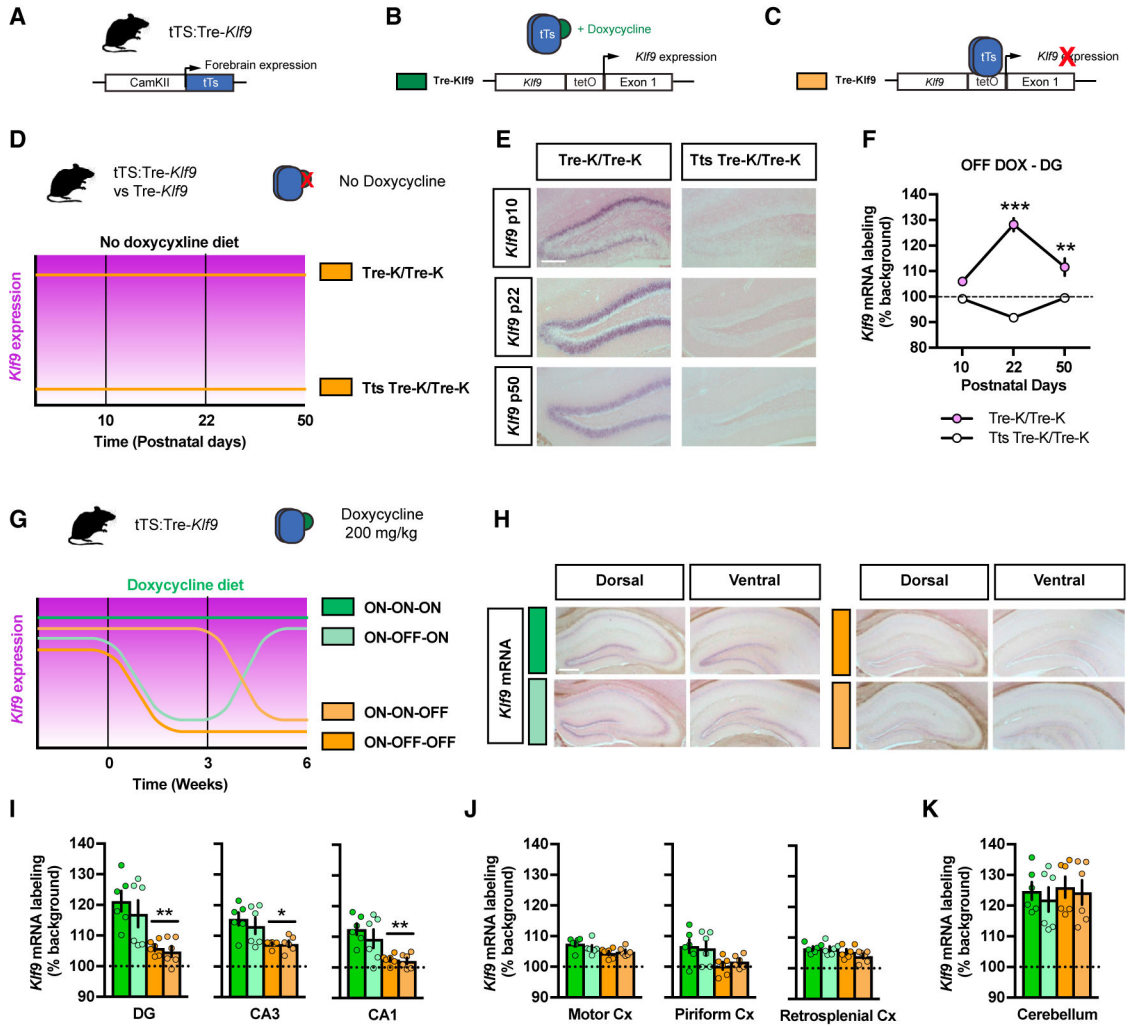 A
tTS:Tre-Klf9
Forebrain expression
CamKII
tTs
B
tTs
+ Doxycycline
Klf9 expression
Tre-Klf9
Klf9
tetO
Exon 1
C
tTs
Klf9 expression
X
Tre-Klf9
Klf9
tetO
Exon 1
D
tTS:Tre-Klf9
vs Tre-Klf9
X
No Doxycycline
No doxycyxline diet
Klf9 expression
Tre-K/Tre-K
Tts Tre-K/Tre-K
10
22
50
Time (Postnatal days)
E
Tre-K/Tre-K
Tts Tre-K/Tre-K
Klf9 p10
Klf9 p22
Klf9 p50
F
OFF DOX - DG
Klf9 mRNA labeling
(% background)
140
130
120
110
100
90
80
***
**
10
22
50
Postnatal Days
Tre-K/Tre-K
Tts Tre-K/Tre-K
G
tTS:Tre-Klf9
Doxycycline
200 mg/kg
Doxycycline diet
Klf9 expression
ON-ON-ON
ON-OFF-ON
ON-ON-OFF
ON-OFF-OFF
0
3
6
Time (Weeks)
H
Dorsal
Ventral
Dorsal
Ventral
Klf9 mRNA
I
Klf9 mRNA labeling
(% background)
140
130
120
110
100
90
**
DG
*
CA3
**
CA1
J
Klf9 mRNA labeling
(% background)
140
130
120
110
100
90
Motor Cx
Piriform Cx
Retrosplenial Cx
K
Klf9 mRNA labeling
(% background)
140
130
120
110
100
90
Cerebellum